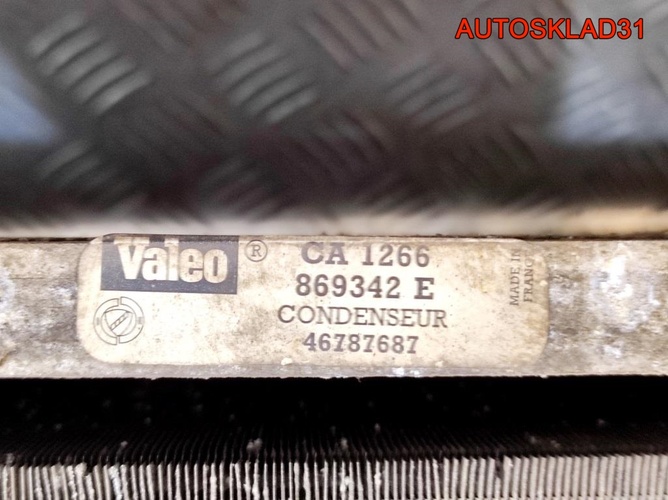 AUTOSKLAD31
Valeo ®
CA 1266
869342 E
CONDENSEUR
46787687
MADE IN
FRANCE